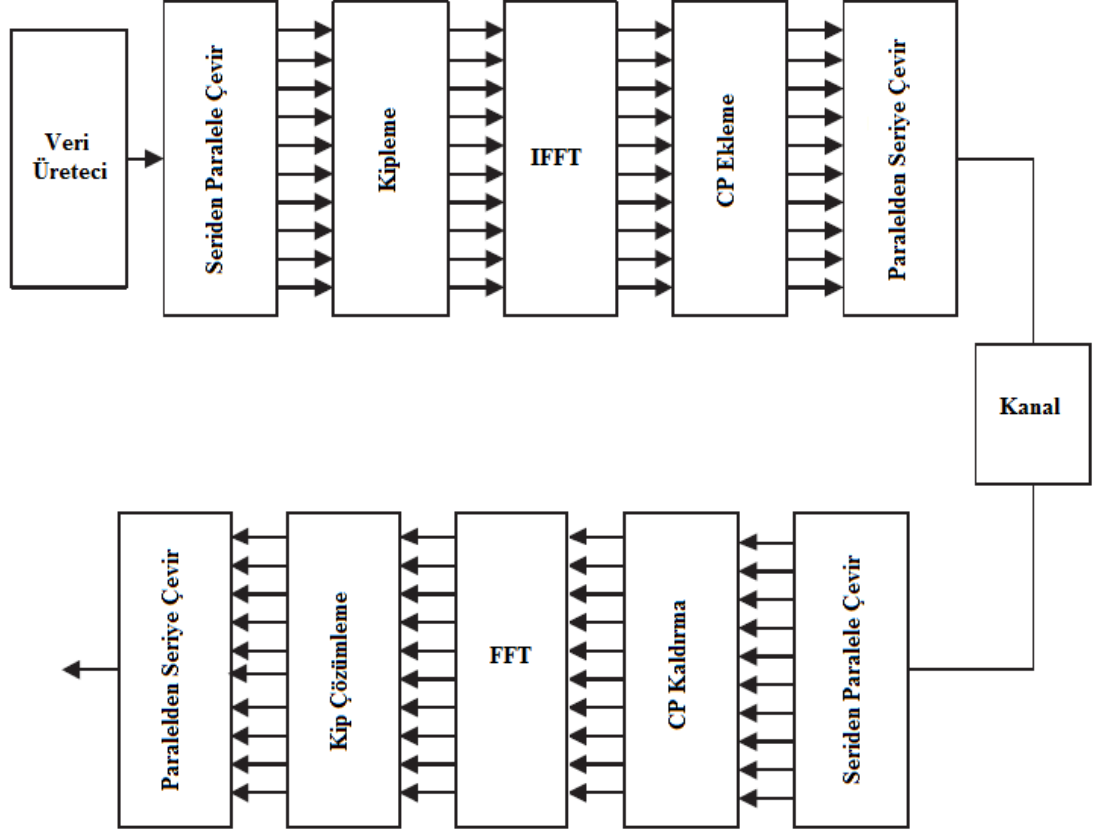 Veri
Üreteci
Seriden Paralele Çevir
Kipleme
IFFT
CP Ekleme
Paralelden Seriye Çevir
Kanal
Paralelden Seriye Çevir
Kip Çözümleme
FFT
CP Kaldırma
Seriden Paralele Çevir